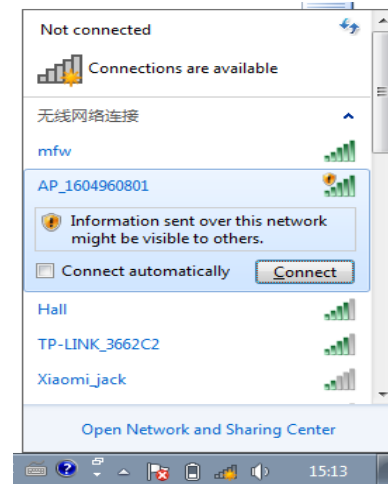 Not connected
Connections are available
无线网络连接
mfw
AP_1604960801
Information sent over this network
might be visible to others.
Connect automatically
Connect
Hall
TP-LINK_3662C2
Xiaomi_jack
Open Network and Sharing Center
15:13